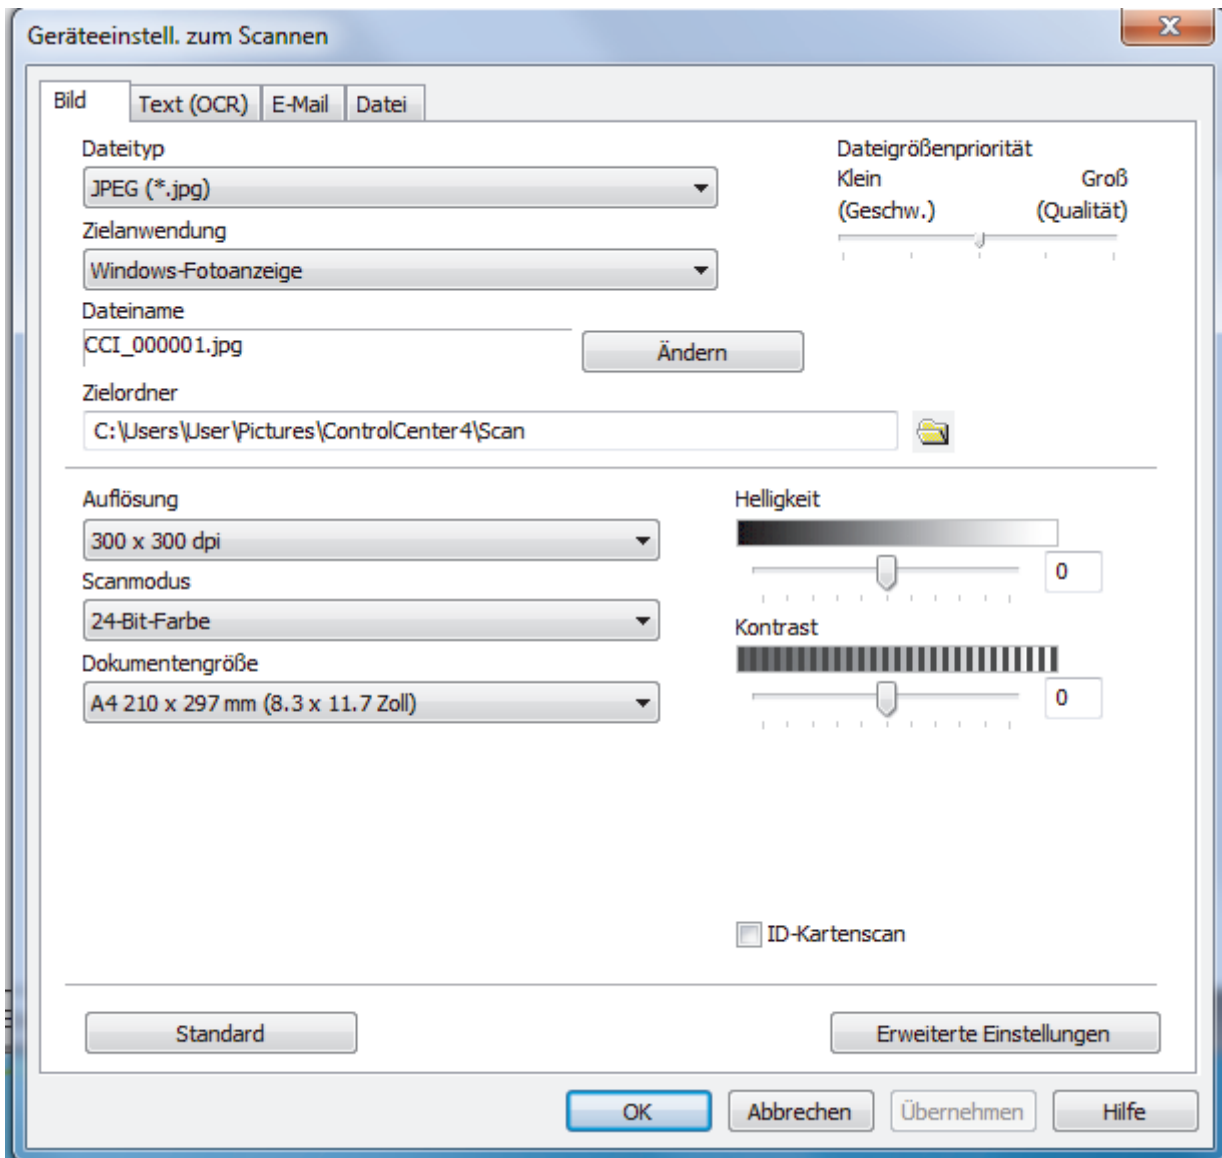 Geräteeinstell. zum Scannen
Bild
Text (OCR)
E-Mail
Datei
Dateityp
JPEG (*.jpg)
Zielanwendung
Windows-Fotoanzeige
Dateiname
CCI_000001.jpg
Ändern
Zielordner
C:\Users\User\Pictures\ControlCenter4\Scan
Dateigrößenpriorität
Klein Groß
(Geschw.) (Qualität)
Auflösung
300 x 300 dpi
Scanmodus
24-Bit-Farbe
Dokumentengröße
A4 210 x 297 mm (8.3 x 11.7 Zoll)
Helligkeit
0
Kontrast
0
ID-Kartenscan
Standard
Erweiterte Einstellungen
OK
Abbrechen
Übernehmen
Hilfe